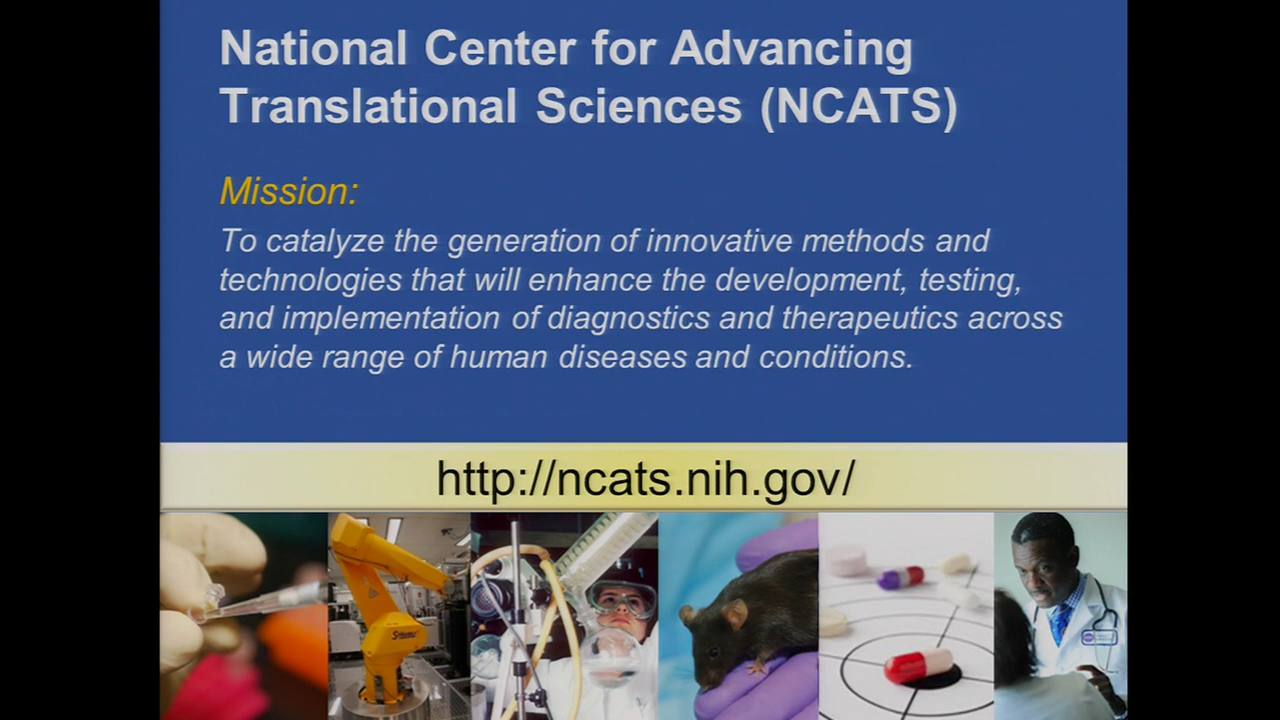 National Center for Advancing
Translational Sciences (NCATS)
Mission:
To catalyze the generation of innovative methods and
technologies that will enhance the development, testing,
and implementation of diagnostics and therapeutics across
a wide range of human diseases and conditions.
http://ncats.nih.gov/